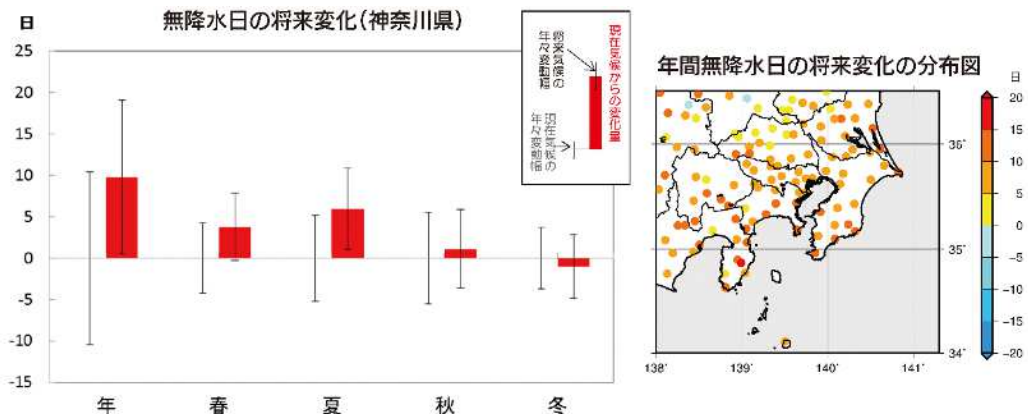 日
無降水日の将来変化(神奈川県)
25
20
15
10
5
0
-5
-10
-15
年
春
夏
秋
冬
現在気候からの変化量
将来気候の
年々変動幅
現在気候の
年々変動幅
年間無降水日の将来変化の分布図
日
20
15
10
5
0
-5
-10
-15
-20
36°
35°
34°
138°
139°
140°
141°